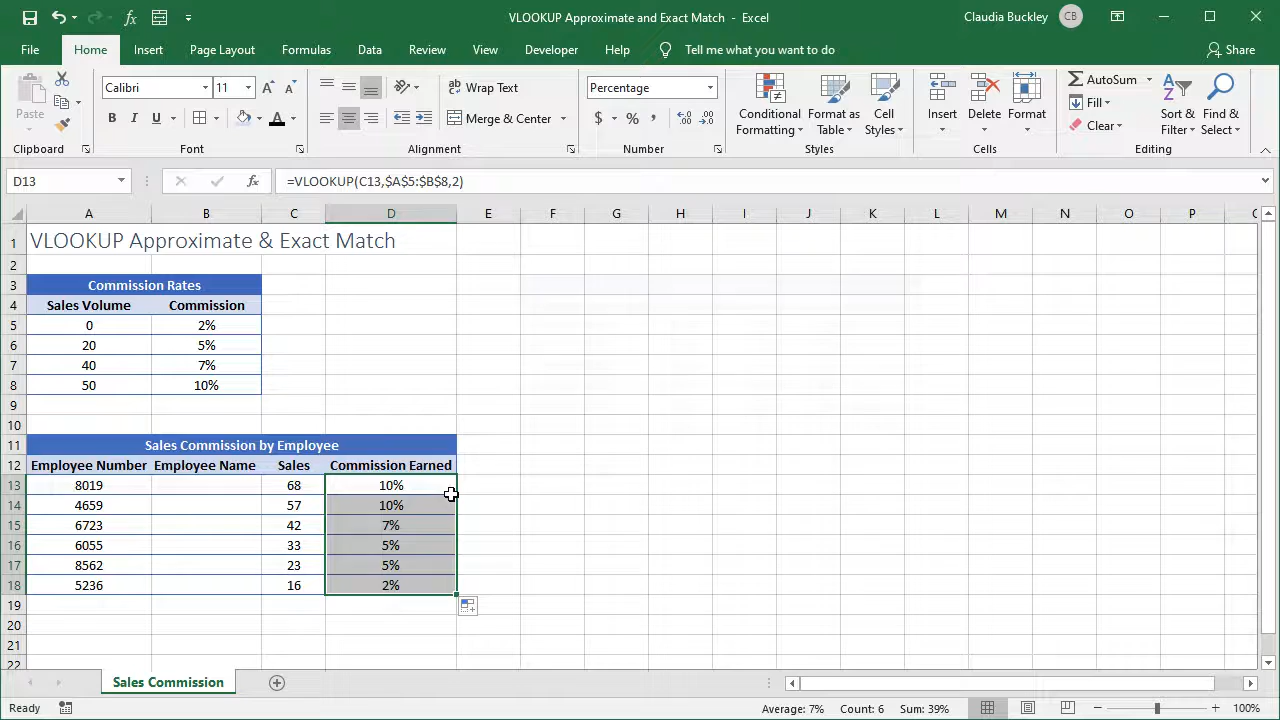 VLOOKUP Approximate and Exact Match - Excel
Claudia Buckley CB
File Home Insert Page Layout Formulas Data Review View Developer Help Tell me what you want to do Share
Paste
Clipboard
Calibri 11
B I U
Font
Wrap Text
Merge & Center
Alignment
Percentage
$ % ,
Number
Conditional Formatting
Format as Table
Cell Styles
Styles
Insert Delete Format
Cells
AutoSum
Fill
Clear
Sort & Filter
Find & Select
Editing
D13 fx =VLOOKUP(C13,$A$5:$B$8,2)
A B C D E F G H I J K L M N O P
1 VLOOKUP Approximate & Exact Match
2
3 Commission Rates
4 Sales Volume Commission
5 0 2%
6 20 5%
7 40 7%
8 50 10%
9
10
11 Sales Commission by Employee
12 Employee Number Employee Name Sales Commission Earned
13 8019 68 10%
14 4659 57 10%
15 6723 42 7%
16 6055 33 5%
17 8562 23 5%
18 5236 16 2%
19
20
21
22
Sales Commission
Ready Average: 7% Count: 6 Sum: 39% 100%